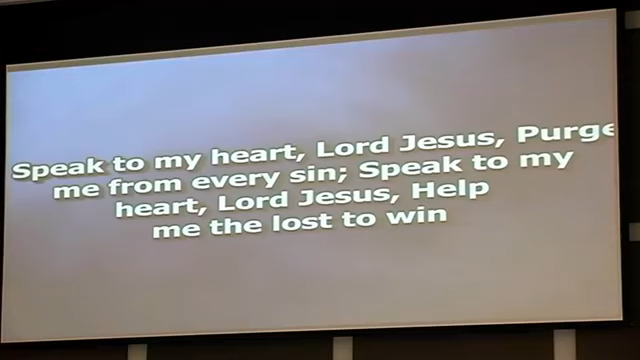 Speak to my heart, Lord Jesus, Purge
me from every sin; Speak to my
heart, Lord Jesus, Help
me the lost to win